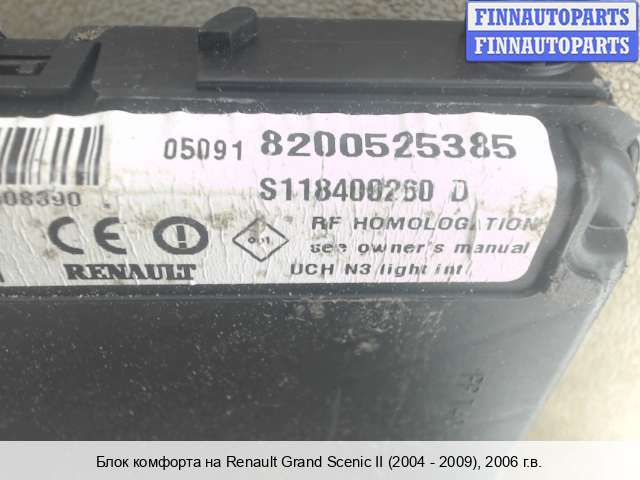 FINNAUTOPARTS
FINNAUTOPARTS
05091 8200525385
S118400260 D
08390
RF HOMOLOGATION
see owner's manual
RENAULT
UCH N3 light int
Блок комфорта на Renault Grand Scenic II (2004 - 2009), 2006 г.в.